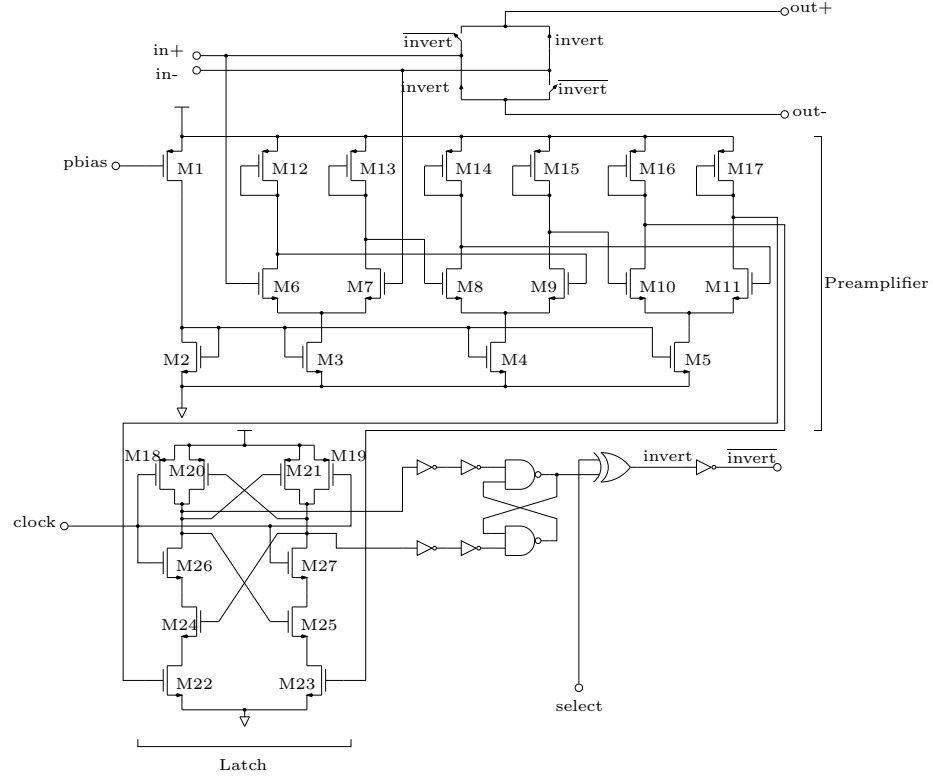 out+
invert
invert
in+
in-
invert
invert
out-
pbias
M1
M12
M13
M14
M15
M16
M17
M6
M7
M8
M9
M10
M11
Preamplifier
M2
M3
M4
M5
M18
M20
M21
M19
invert
invert
clock
M26
M27
M24
M25
M22
M23
select
Latch